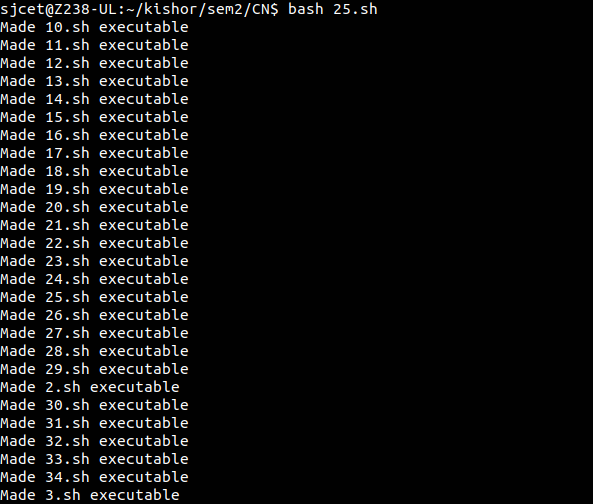 sjcet@Z238-UL:~/kishor/sem2/CN$ bash 25.sh
Made 10.sh executable
Made 11.sh executable
Made 12.sh executable
Made 13.sh executable
Made 14.sh executable
Made 15.sh executable
Made 16.sh executable
Made 17.sh executable
Made 18.sh executable
Made 19.sh executable
Made 20.sh executable
Made 21.sh executable
Made 22.sh executable
Made 23.sh executable
Made 24.sh executable
Made 25.sh executable
Made 26.sh executable
Made 27.sh executable
Made 28.sh executable
Made 29.sh executable
Made 2.sh executable
Made 30.sh executable
Made 31.sh executable
Made 32.sh executable
Made 33.sh executable
Made 34.sh executable
Made 3.sh executable